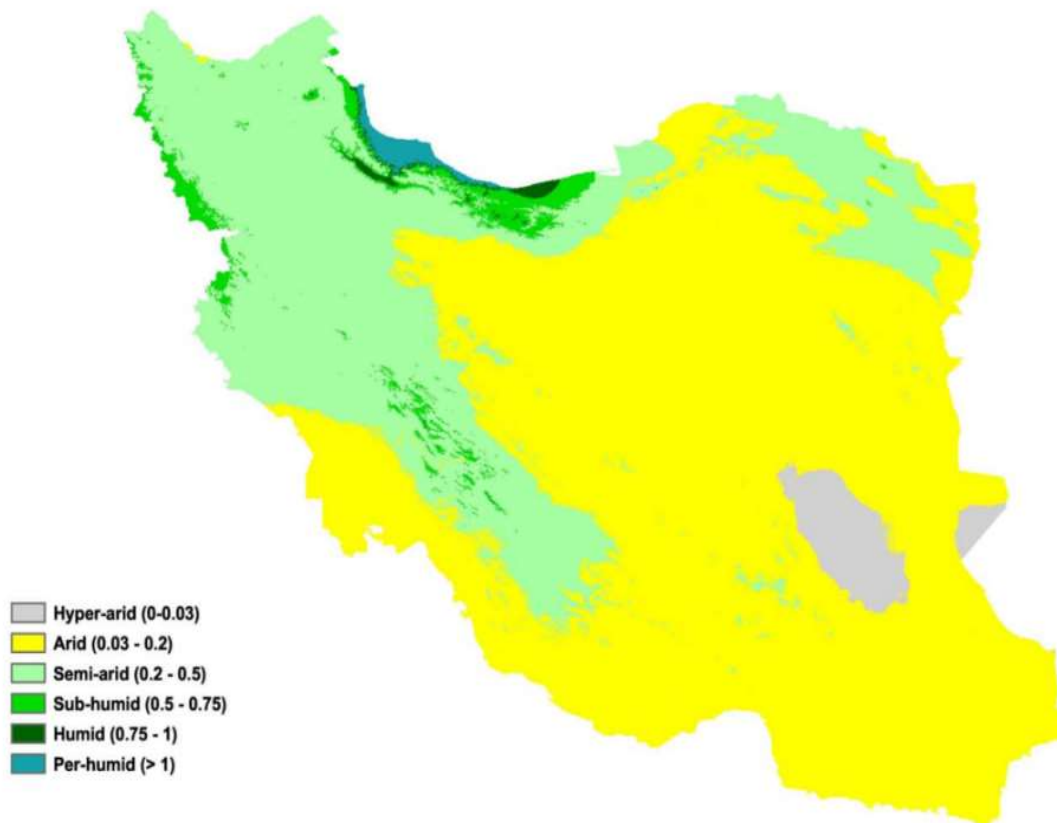 Hyper-arid (0-0.03)
Arid (0.03 - 0.2)
Semi-arid (0.2 - 0.5)
Sub-humid (0.5 - 0.75)
Humid (0.75 - 1)
Per-humid (> 1)